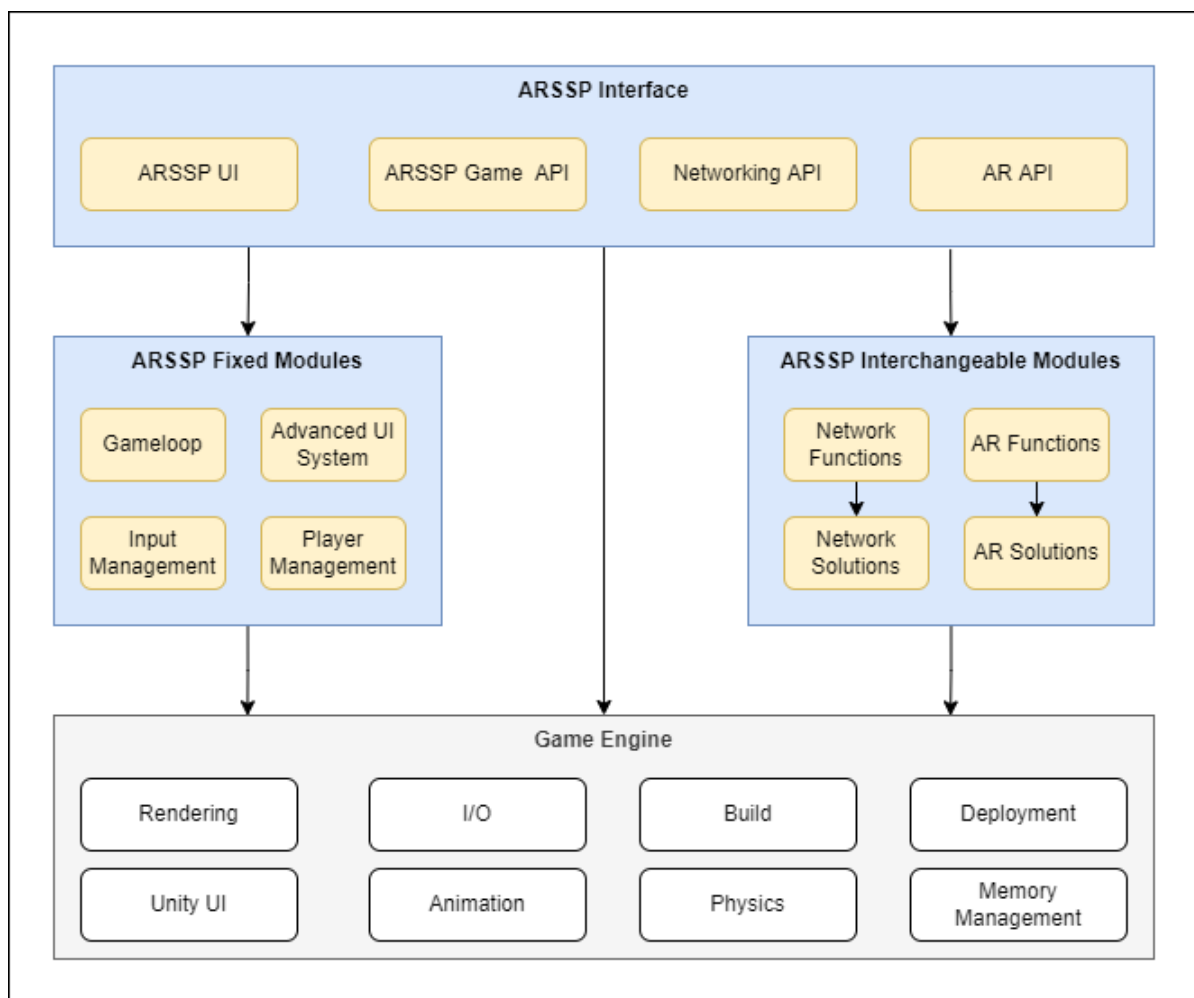 ARSSP Interface
ARSSP UI
ARSSP Game API
Networking API
AR API
ARSSP Fixed Modules
Gameloop
Advanced UI
System
Input
Management
Player
Management
ARSSP Interchangeable Modules
Network
Functions
AR Functions
Network
Solutions
AR Solutions
Game Engine
Rendering
I/O
Build
Deployment
Unity UI
Animation
Physics
Memory
Management